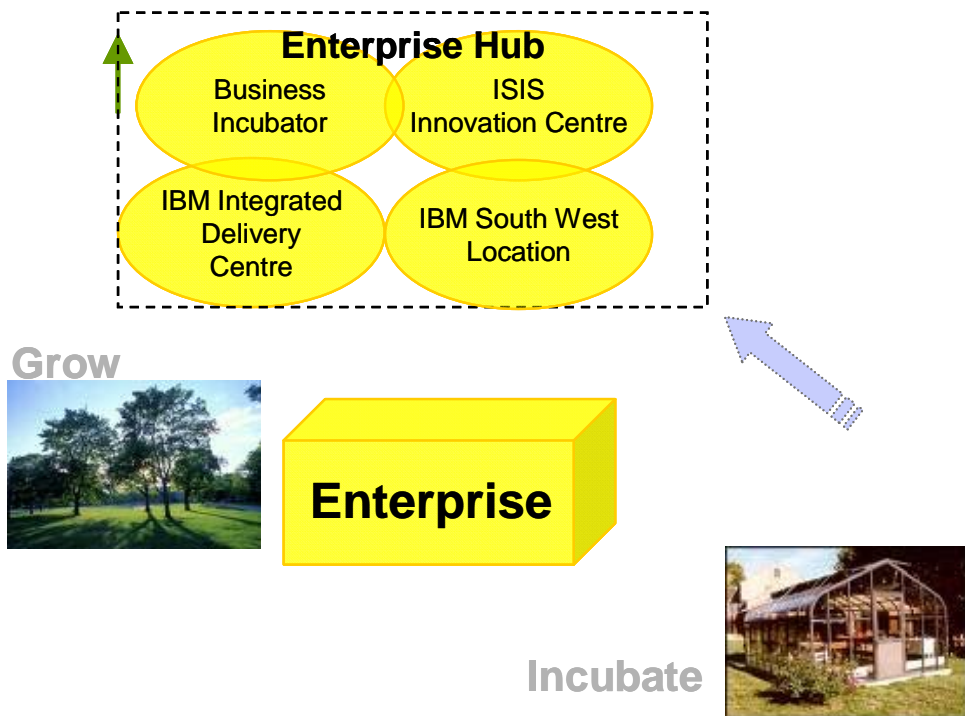 Enterprise Hub
Business
Incubator
ISIS
Innovation Centre
IBM Integrated
Delivery
Centre
IBM South West
Location
Grow
Enterprise
Incubate